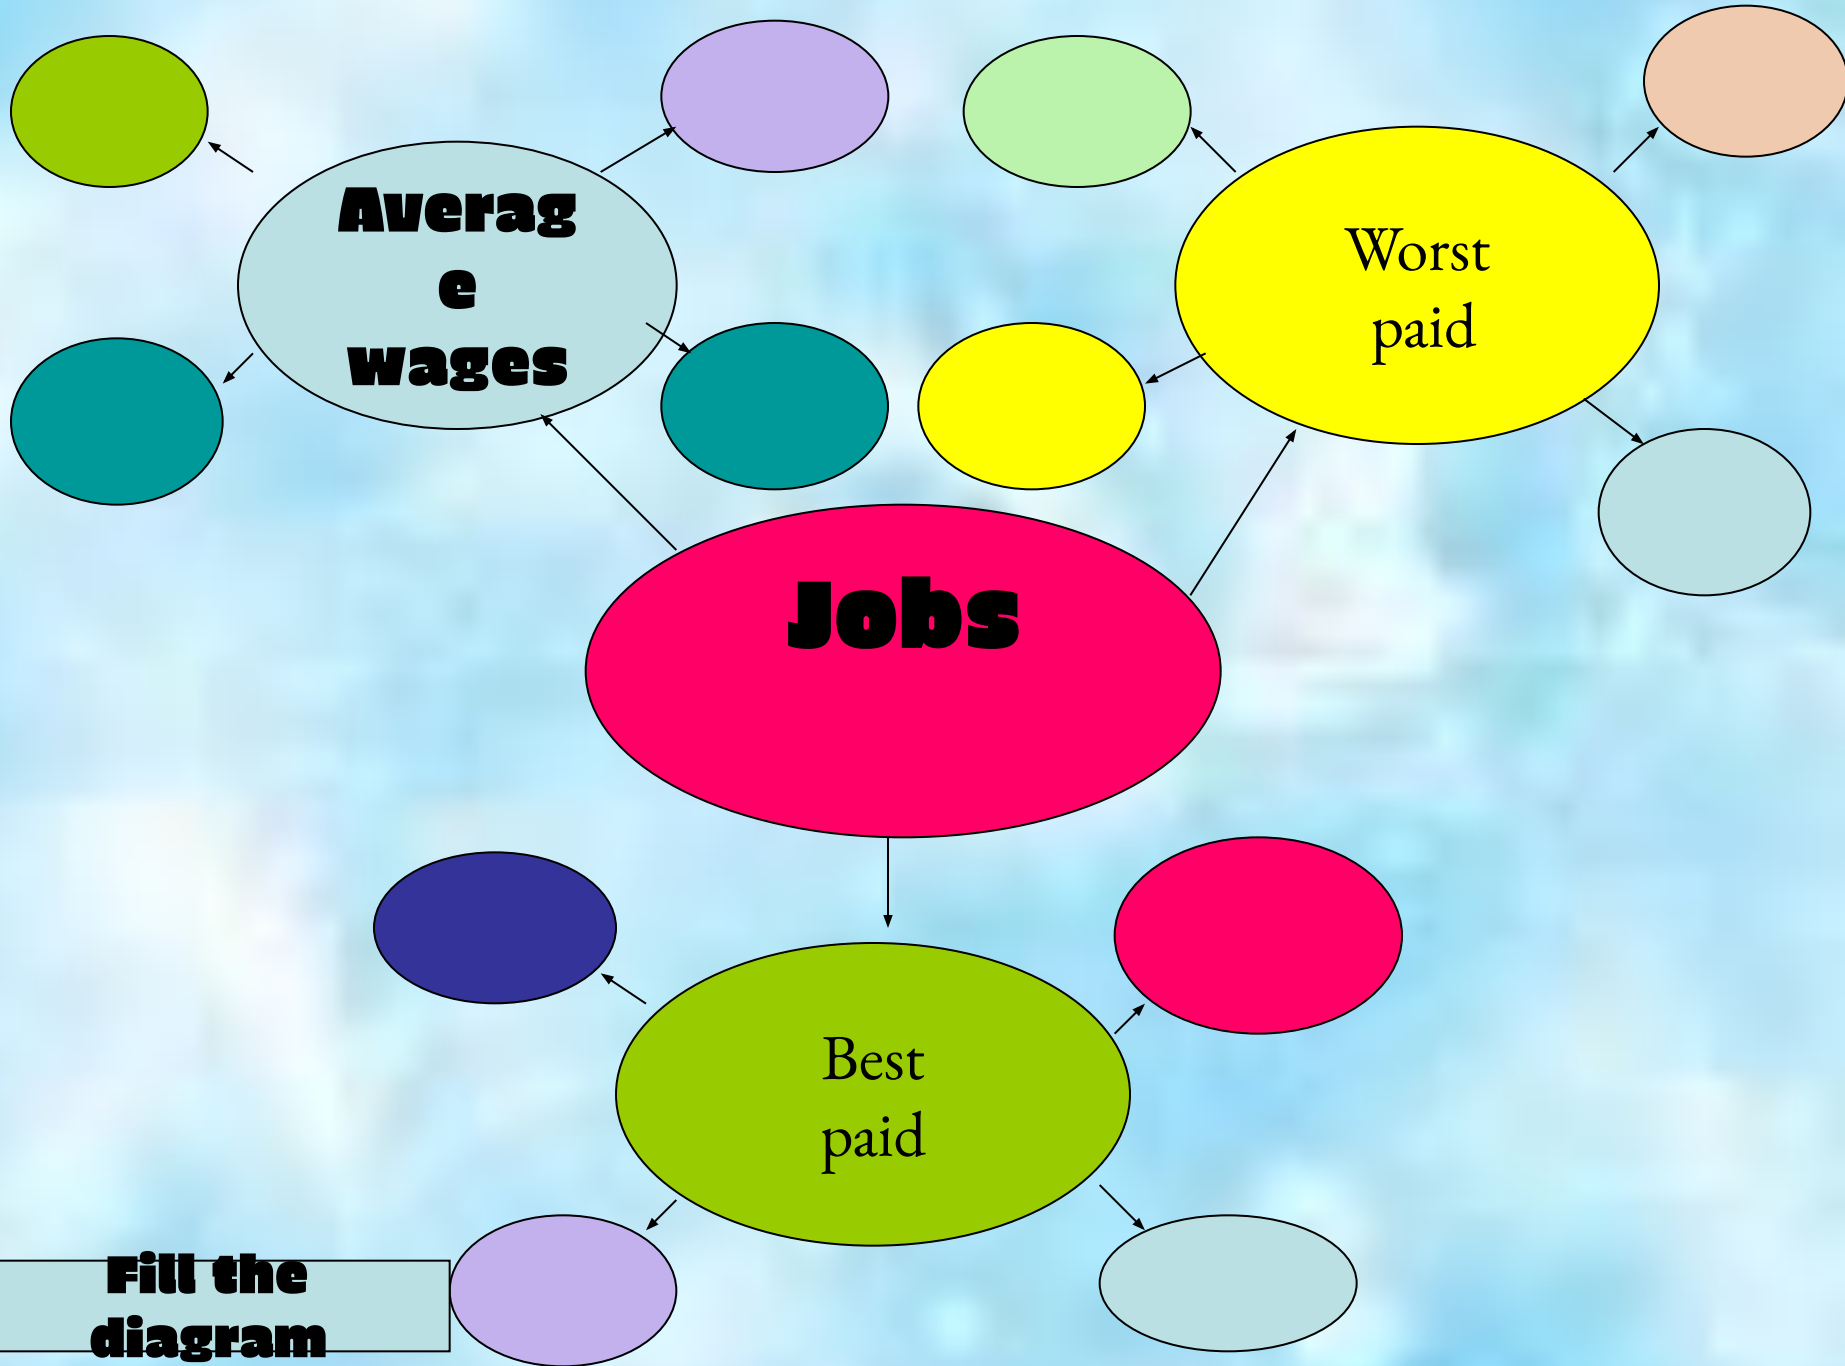 Averag
e
wages
Worst
paid
Jobs
Best
paid
Fill the
diagram